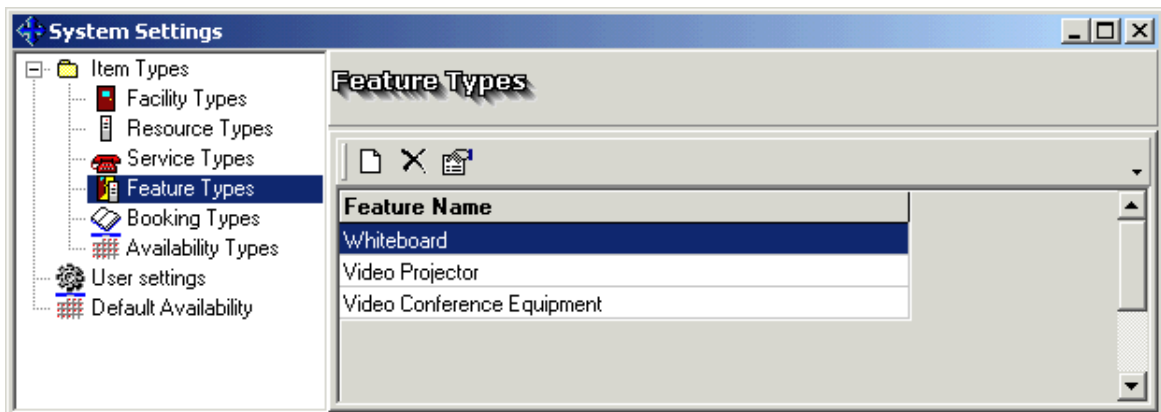 System Settings
Item Types
Facility Types
Resource Types
Service Types
Feature Types
Booking Types
Availability Types
User settings
Default Availability
Feature Types
Feature Name
Whiteboard
Video Projector
Video Conference Equipment